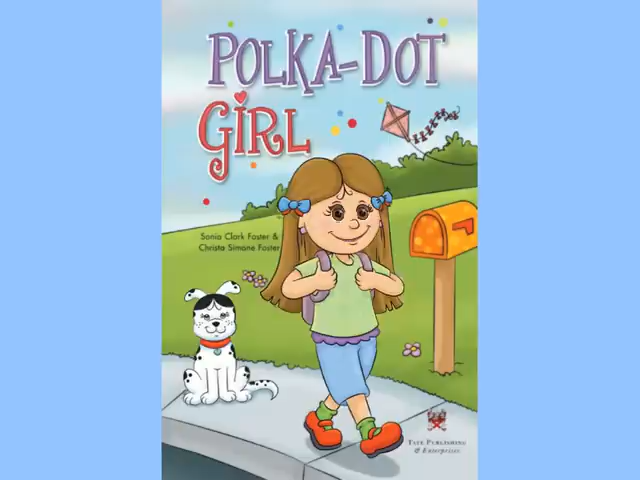 POLKA-DOT
GIRL
Sonia Clark Foster &
Christa Simone Foster
TATE PUBLISHING
& Enterprises